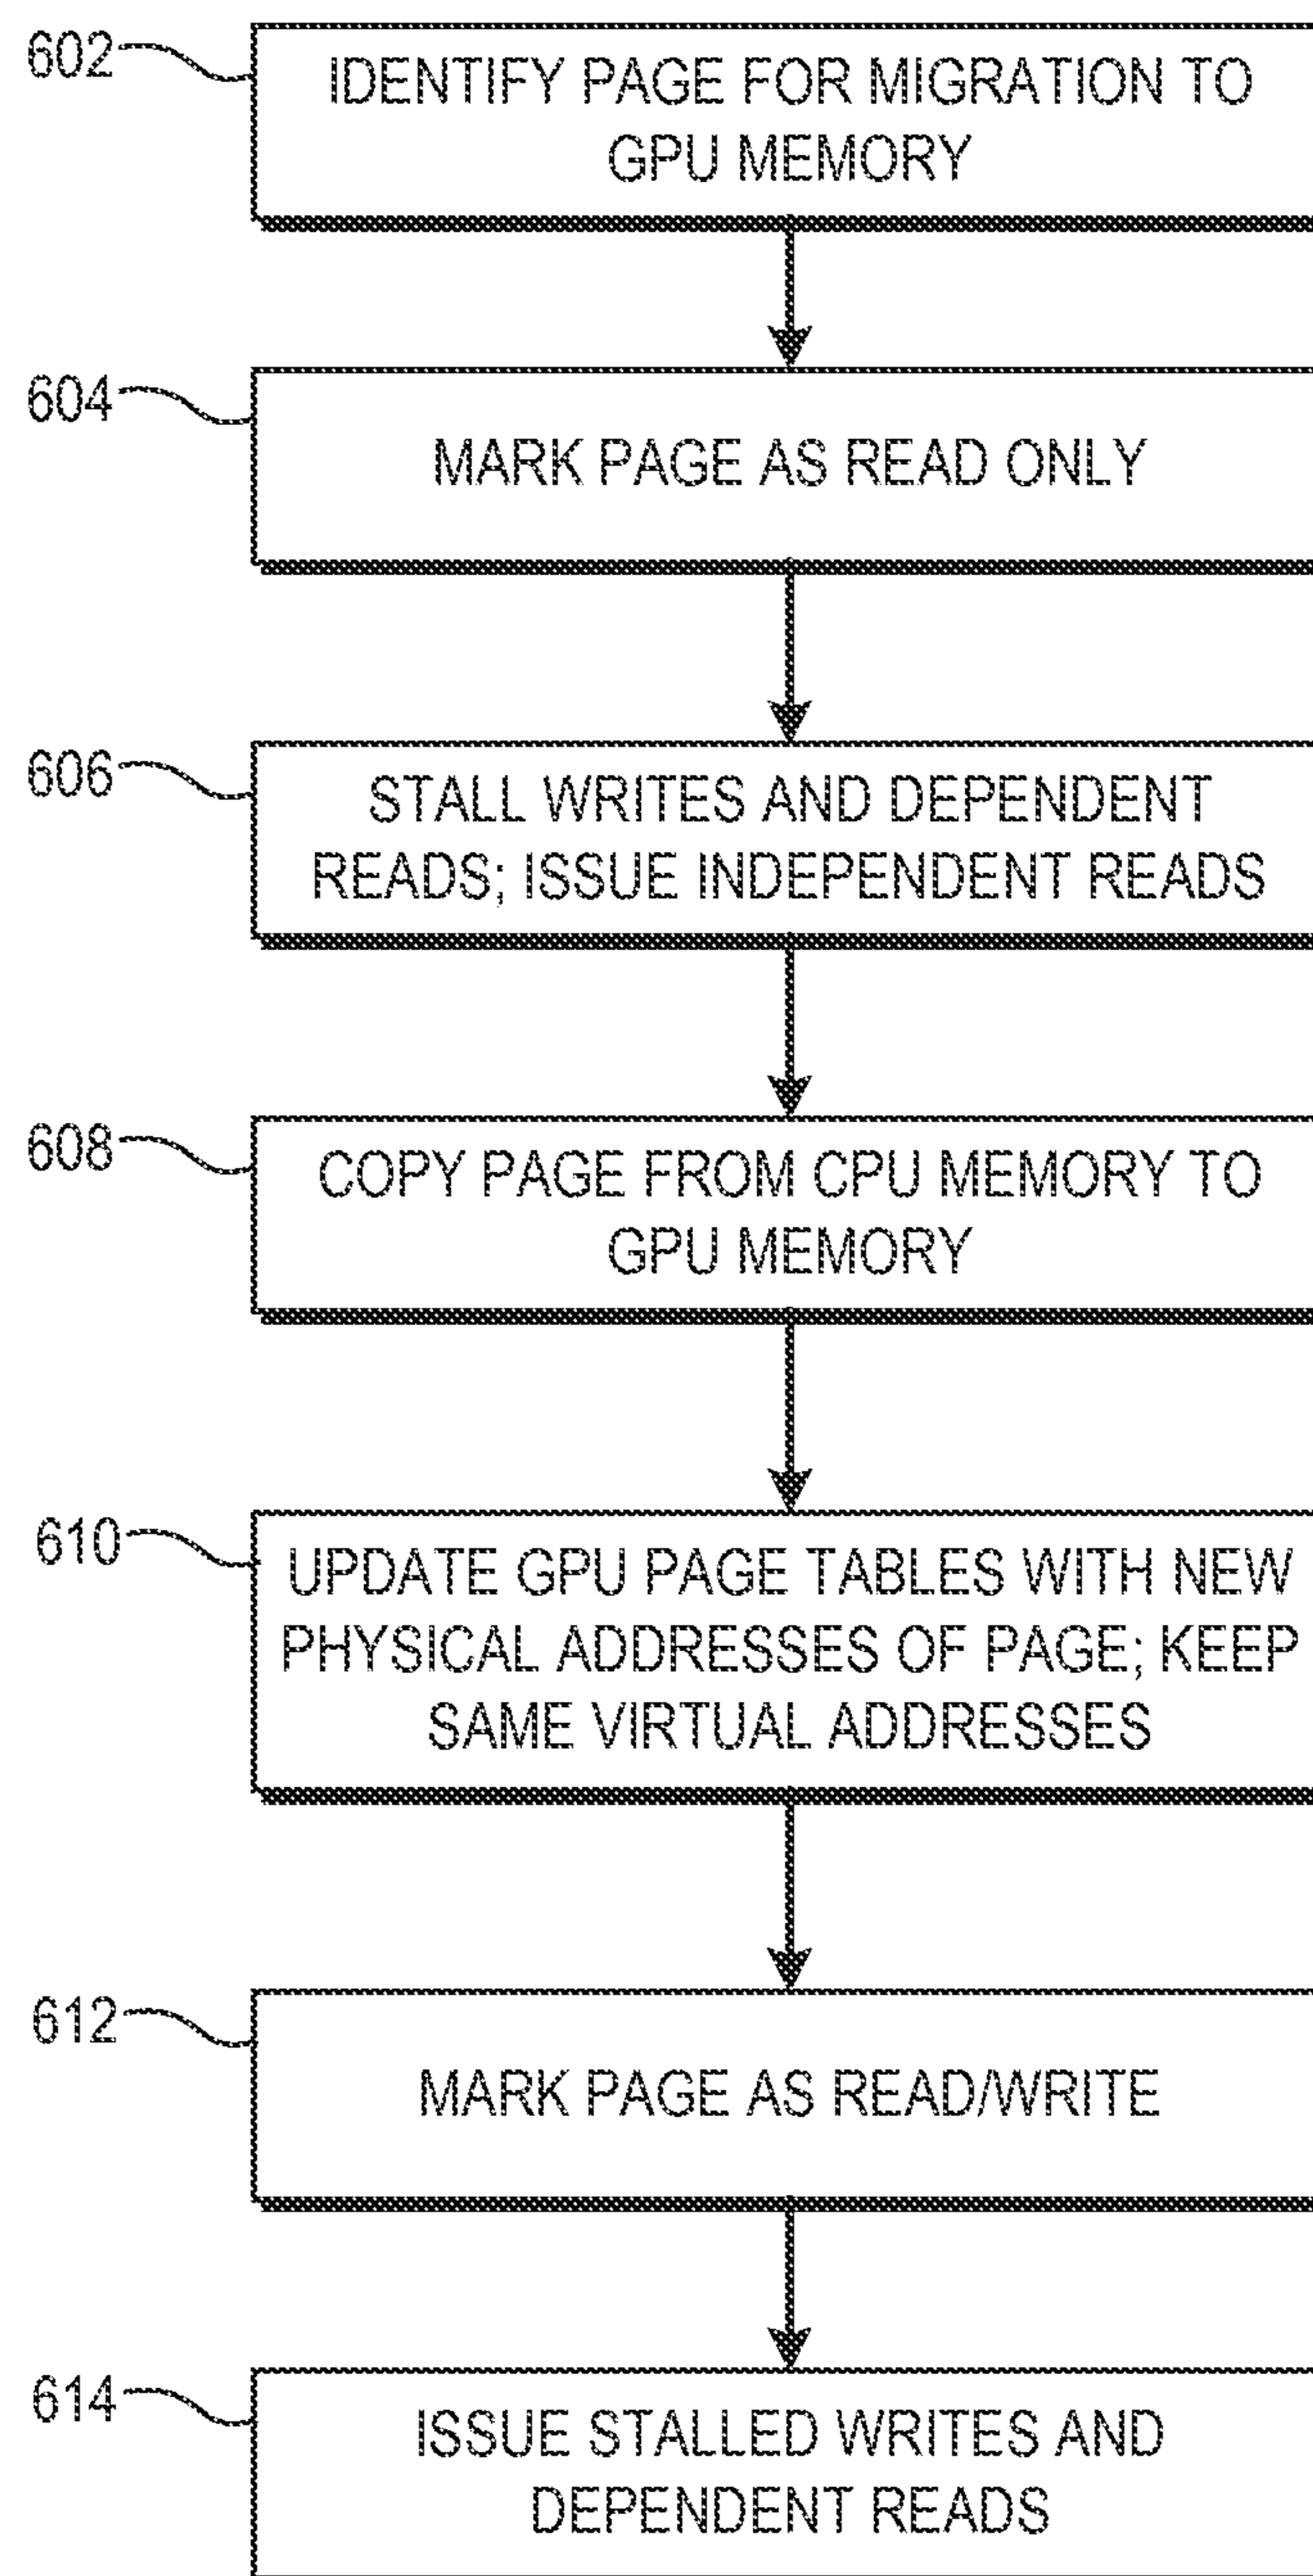 602
IDENTIFY PAGE FOR MIGRATION TO
GPU MEMORY
604
MARK PAGE AS READ ONLY
606
STALL WRITES AND DEPENDENT
READS; ISSUE INDEPENDENT READS
608
COPY PAGE FROM CPU MEMORY TO
GPU MEMORY
610
UPDATE GPU PAGE TABLES WITH NEW
PHYSICAL ADDRESSES OF PAGE; KEEP
SAME VIRTUAL ADDRESSES
612
MARK PAGE AS READ/WRITE
614
ISSUE STALLED WRITES AND
DEPENDENT READS